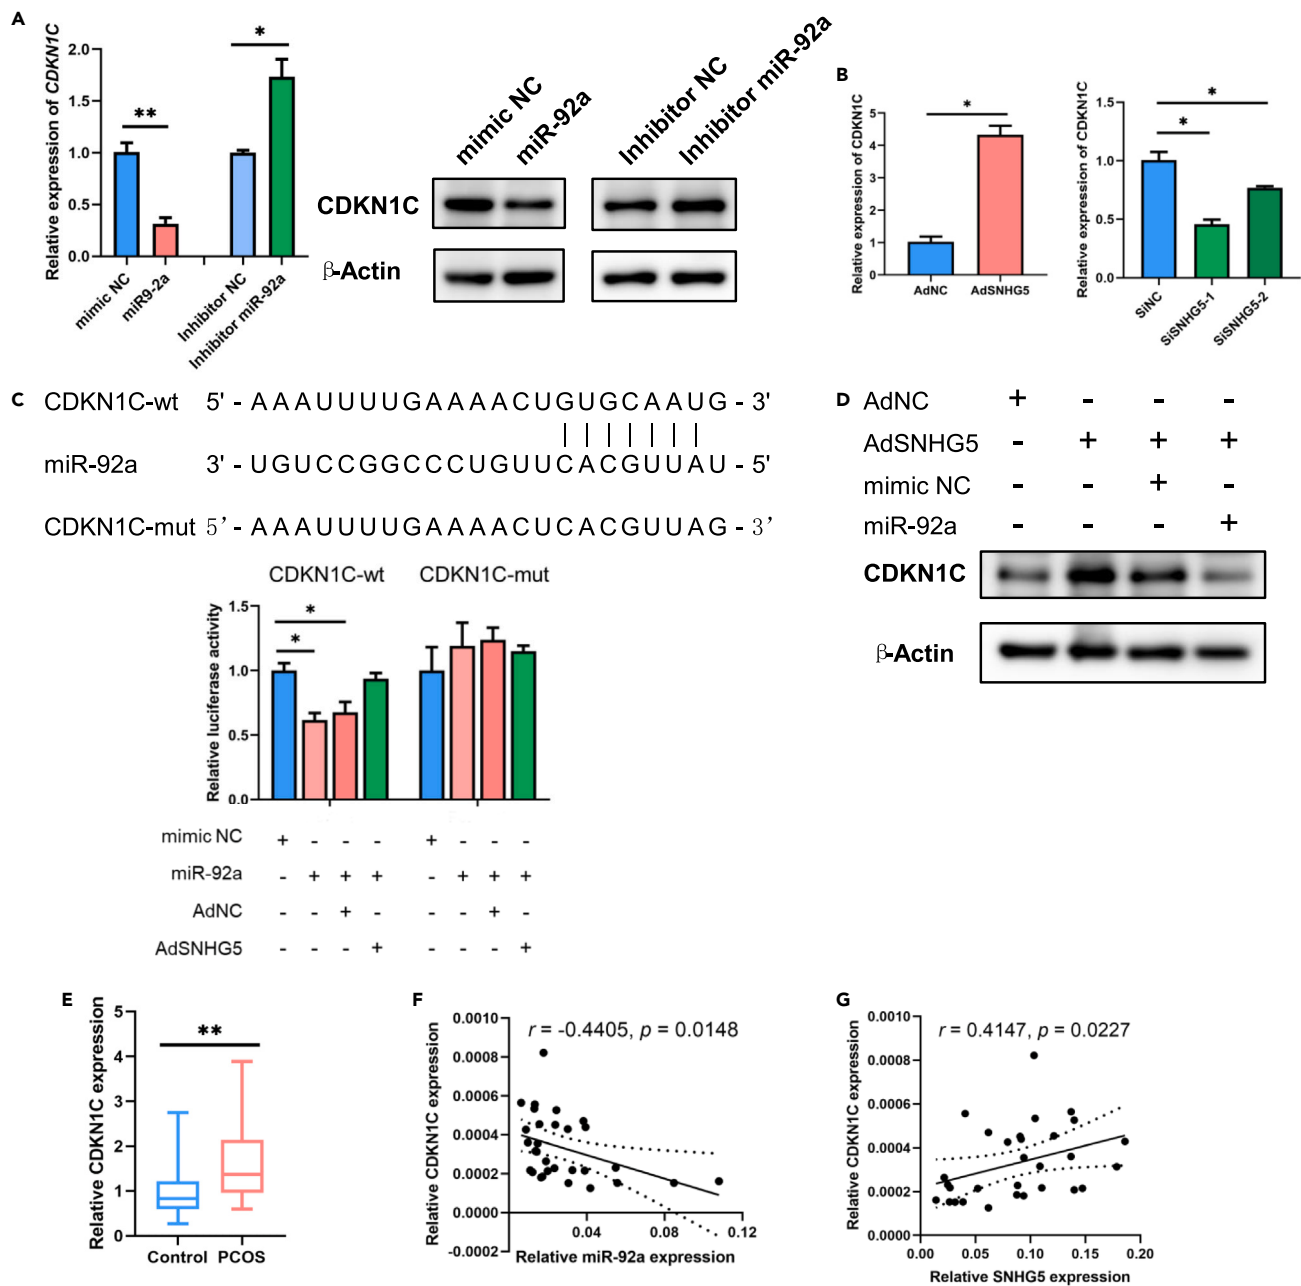 A
Relative expression of CDKN1C
2.0
1.5
1.0
0.5
0.0
**
*
mimic NC
miR9-2a
Inhibitor NC
Inhibitor miR-92a
mimic NC
miR-92a
Inhibitor NC
Inhibitor miR-92a
CDKN1C
β-Actin
B
Relative expression of CDKN1C
5
4
3
2
1
0
*
AdNC
AdSNHG5
Relative expression of CDKN1C
1.5
1.0
0.5
0.0
*
*
SiNC
SiSNHG5-1
SiSNHG5-2
C
CDKN1C-wt 5' - AAAUUUUGAAAACUGUGCAAUG - 3'
miR-92a 3' - UGUCCGGCCCUGUUCACGUUAU - 5'
CDKN1C-mut 5' - AAAUUUUGAAAACUCACGUUAG - 3'
CDKN1C-wt CDKN1C-mut
Relative luciferase activity
1.5
1.0
0.5
0.0
*
*
mimic NC + - - - + - - -
miR-92a - + + + - + + +
AdNC - - + - - - + -
AdSNHG5 - - - + - - - +
D
AdNC + - - -
AdSNHG5 - + + +
mimic NC - - + -
miR-92a - - - +
CDKN1C
β-Actin
E
Relative CDKN1C expression
5
4
3
2
1
0
**
Control PCOS
F
Relative CDKN1C expression
r = -0.4405, p = 0.0148
0.0010
0.0008
0.0006
0.0004
0.0002
0.0000
-0.0002
0.04 0.08 0.12
Relative miR-92a expression
G
Relative CDKN1C expression
r = 0.4147, p = 0.0227
0.0010
0.0008
0.0006
0.0004
0.0002
0.0000
0.00 0.05 0.10 0.15 0.20
Relative SNHG5 expression